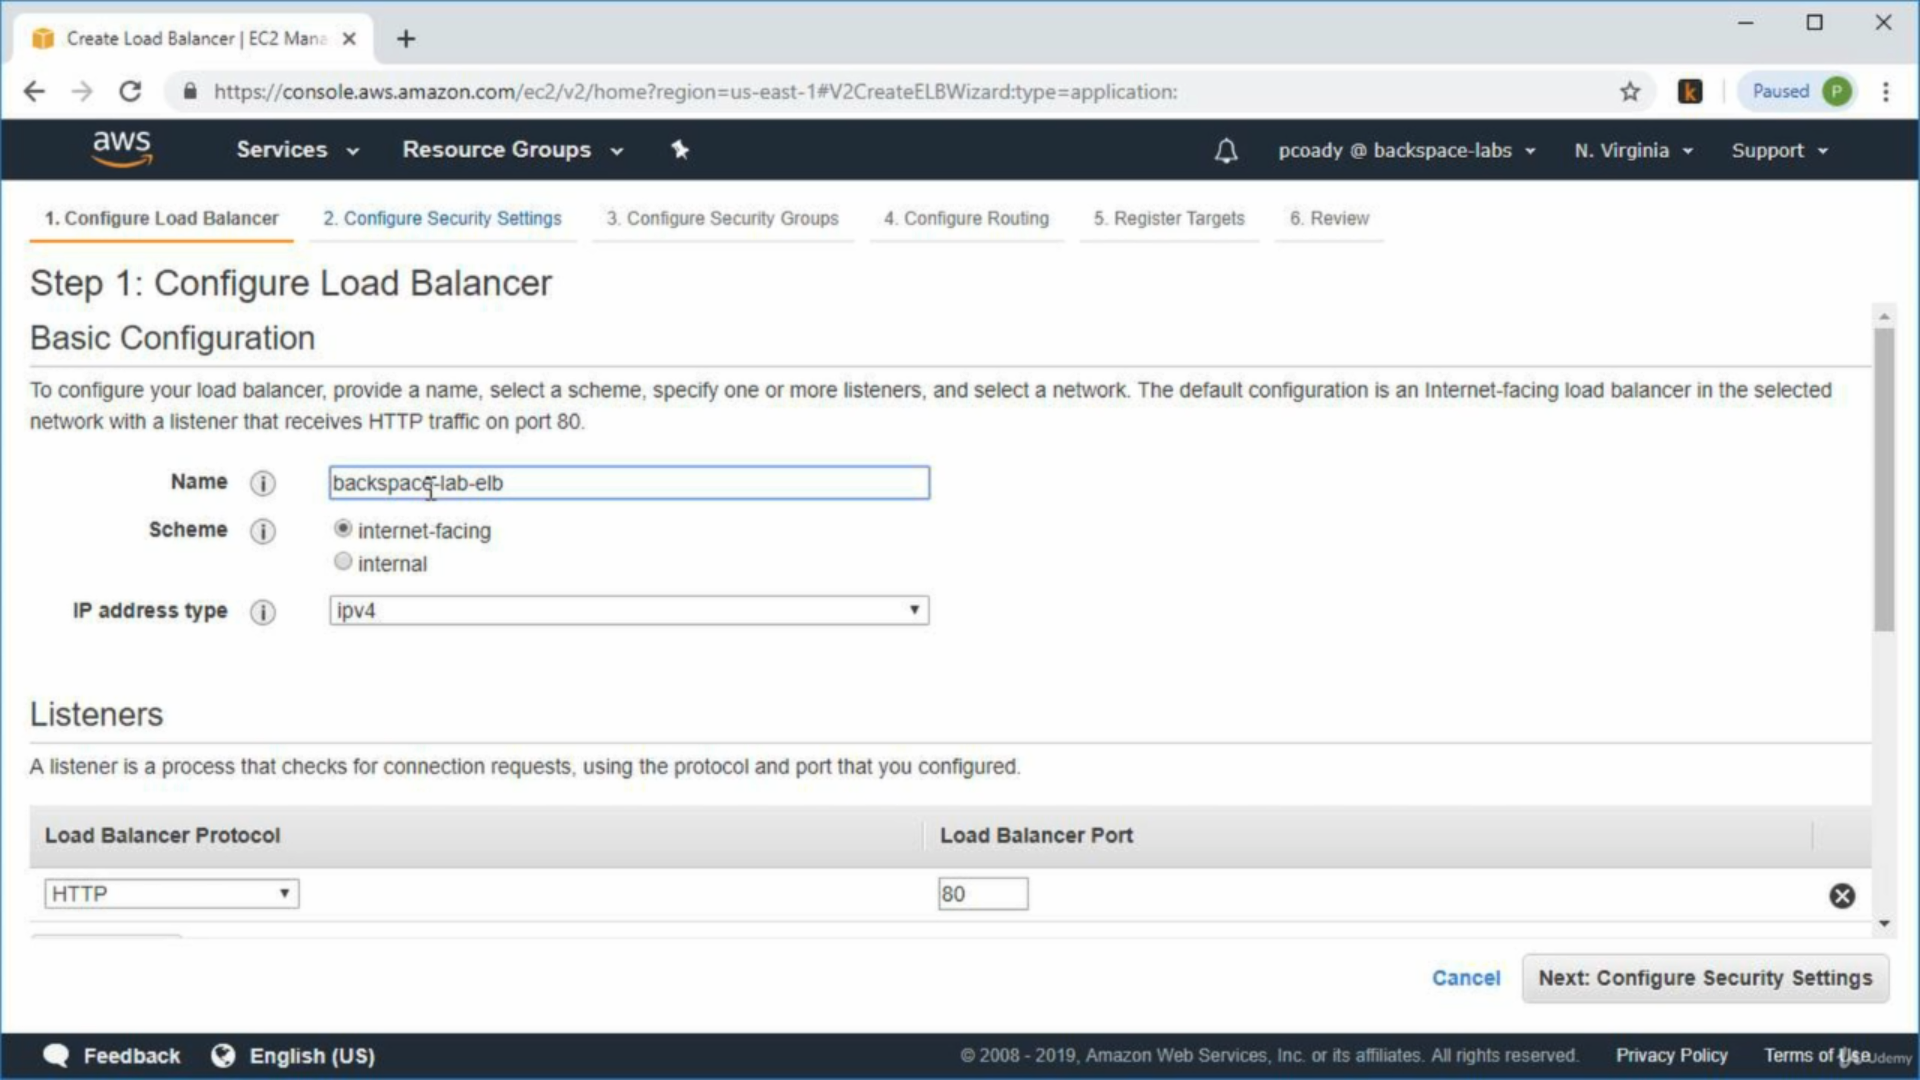 Create Load Balancer | EC2 Mana
https://console.aws.amazon.com/ec2/v2/home?region=us-east-1#V2CreateELBWizard:type=application:
k
Paused P
aws Services Resource Groups pcoady @ backspace-labs N. Virginia Support
1. Configure Load Balancer 2. Configure Security Settings 3. Configure Security Groups 4. Configure Routing 5. Register Targets 6. Review
Step 1: Configure Load Balancer
Basic Configuration
To configure your load balancer, provide a name, select a scheme, specify one or more listeners, and select a network. The default configuration is an Internet-facing load balancer in the selected
network with a listener that receives HTTP traffic on port 80.
Name i backspace-lab-elb
Scheme i internet-facing
internal
IP address type i ipv4
Listeners
A listener is a process that checks for connection requests, using the protocol and port that you configured.
Load Balancer Protocol Load Balancer Port
HTTP 80
Cancel Next: Configure Security Settings
Feedback English (US) © 2008 - 2019, Amazon Web Services, Inc. or its affiliates. All rights reserved. Privacy Policy Terms of Use
Udemy